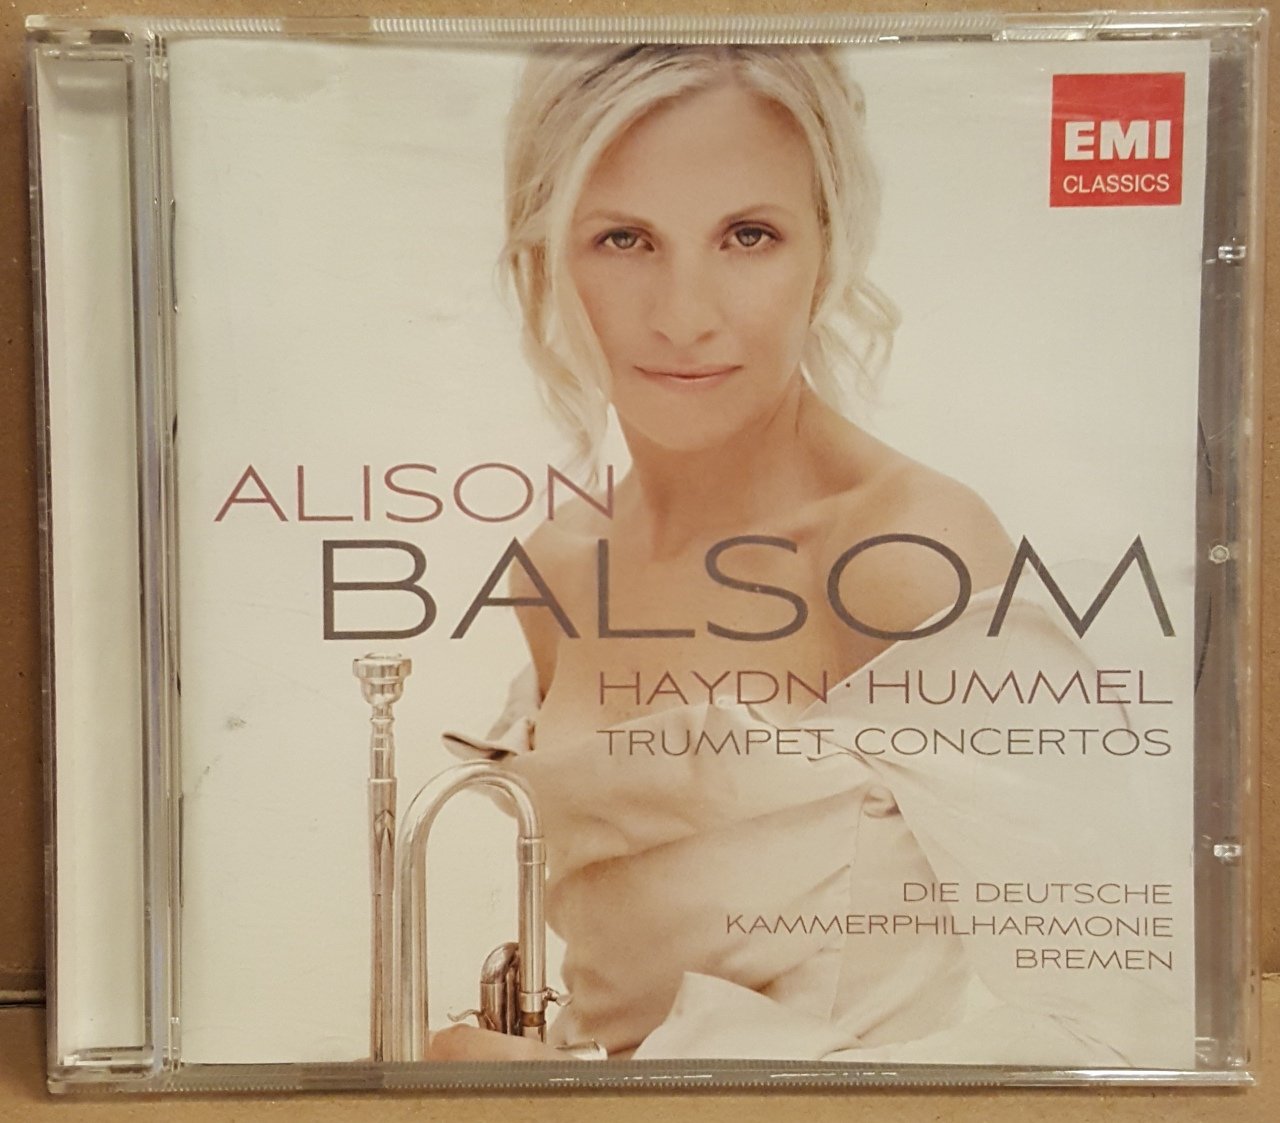 EMI
CLASSICS
ALISON
BALSOM
HAYDN · HUMMEL
TRUMPET CONCERTOS
DIE DEUTSCHE
KAMMERPHILHARMONIE
BREMEN